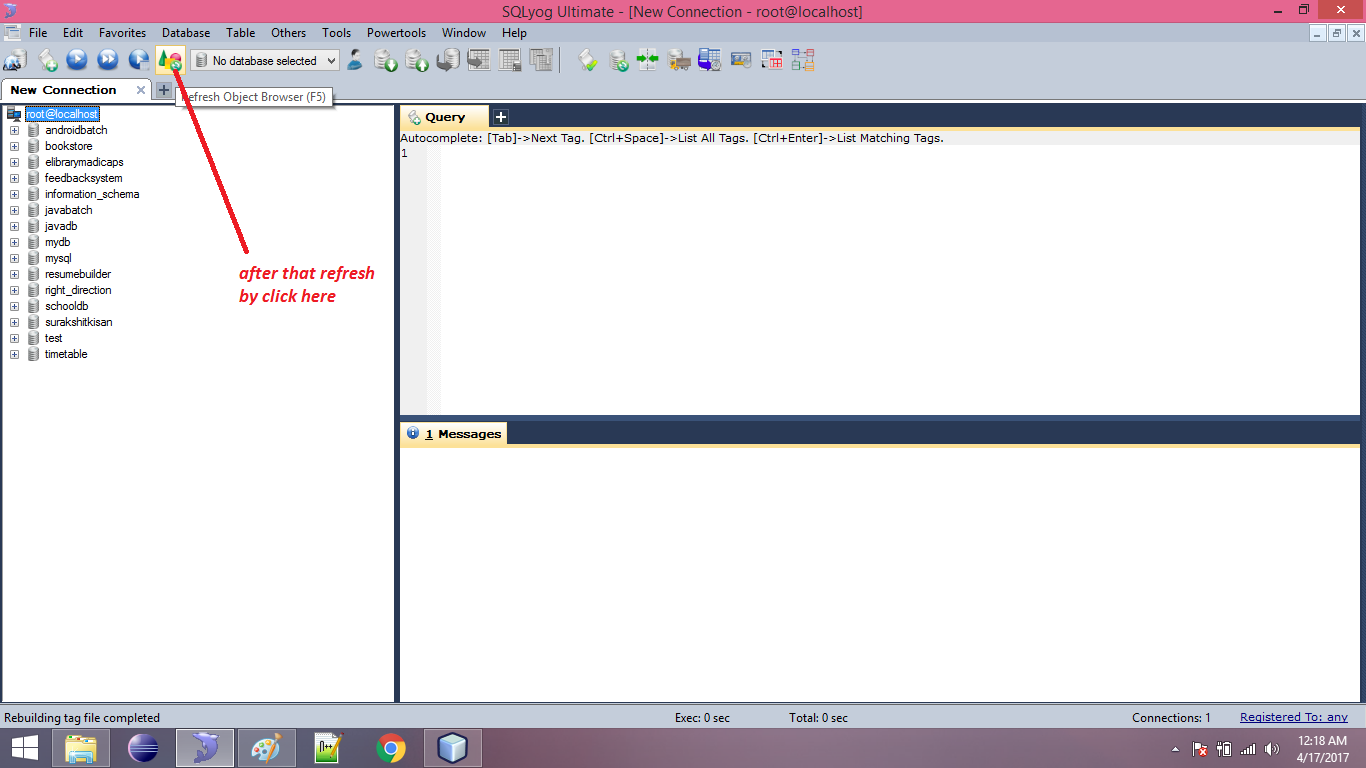 SQLyog Ultimate - [New Connection - root@localhost]
File Edit Favorites Database Table Others Tools Powertools Window Help
No database selected
New Connection
Refresh Object Browser (F5)
root@localhost
androidbatch
bookstore
elibrarymadicaps
feedbacksystem
information_schema
javabatch
javadb
mydb
mysql
resumebuilder
right_direction
schooldb
surakshitkisan
test
timetable
after that refresh
by click here
Query
Autocomplete: [Tab]->Next Tag. [Ctrl+Space]->List All Tags. [Ctrl+Enter]->List Matching Tags.
1
1 Messages
Rebuilding tag file completed
Exec: 0 sec
Total: 0 sec
Connections: 1
Registered To: any
N++
12:18 AM
4/17/2017